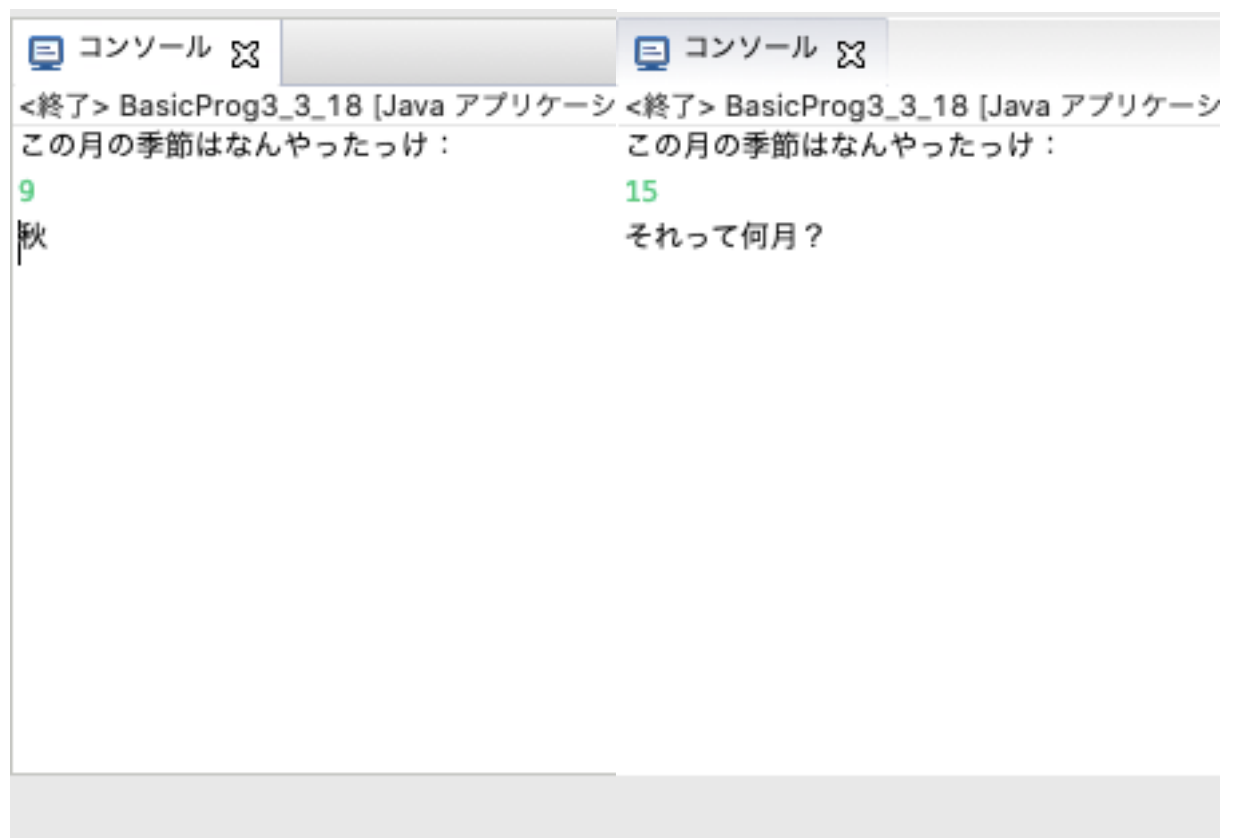 コンソール
<終了> BasicProg3_3_18 [Java アプリケーシ
この月の季節はなんやったっけ：
9
秋
コンソール
<終了> BasicProg3_3_18 [Java アプリケーシ
この月の季節はなんやったっけ：
15
それって何月？